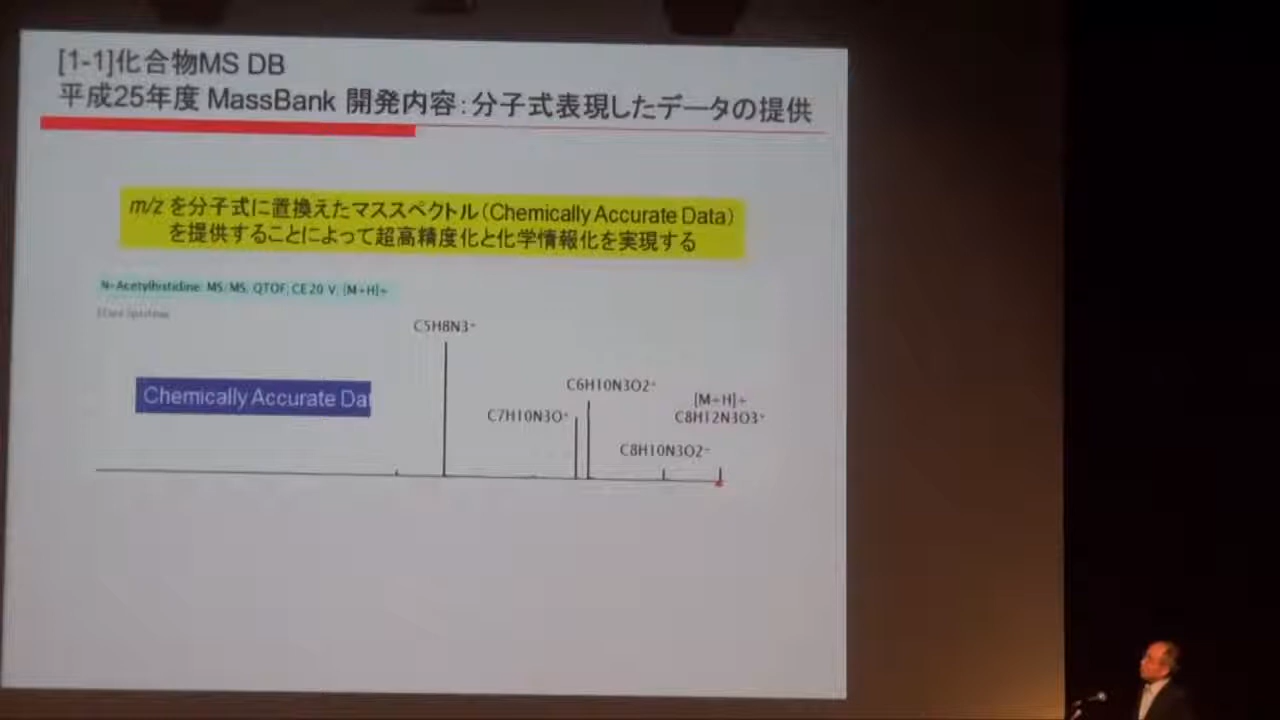 [1-1]化合物MS DB
平成25年度 MassBank 開発内容：分子式表現したデータの提供
m/z を分子式に置換えたマススペクトル（Chemically Accurate Data）
を提供することによって超高精度化と化学情報化を実現する
N-Acetylhistidine; MS/MS; QTOF; CE 20 V; [M+H]+
C5H8N3+
C6H10N3O2+
[M+H]+
C7H10N3O+
C8H12N3O3+
Chemically Accurate Dat
C8H10N3O2+